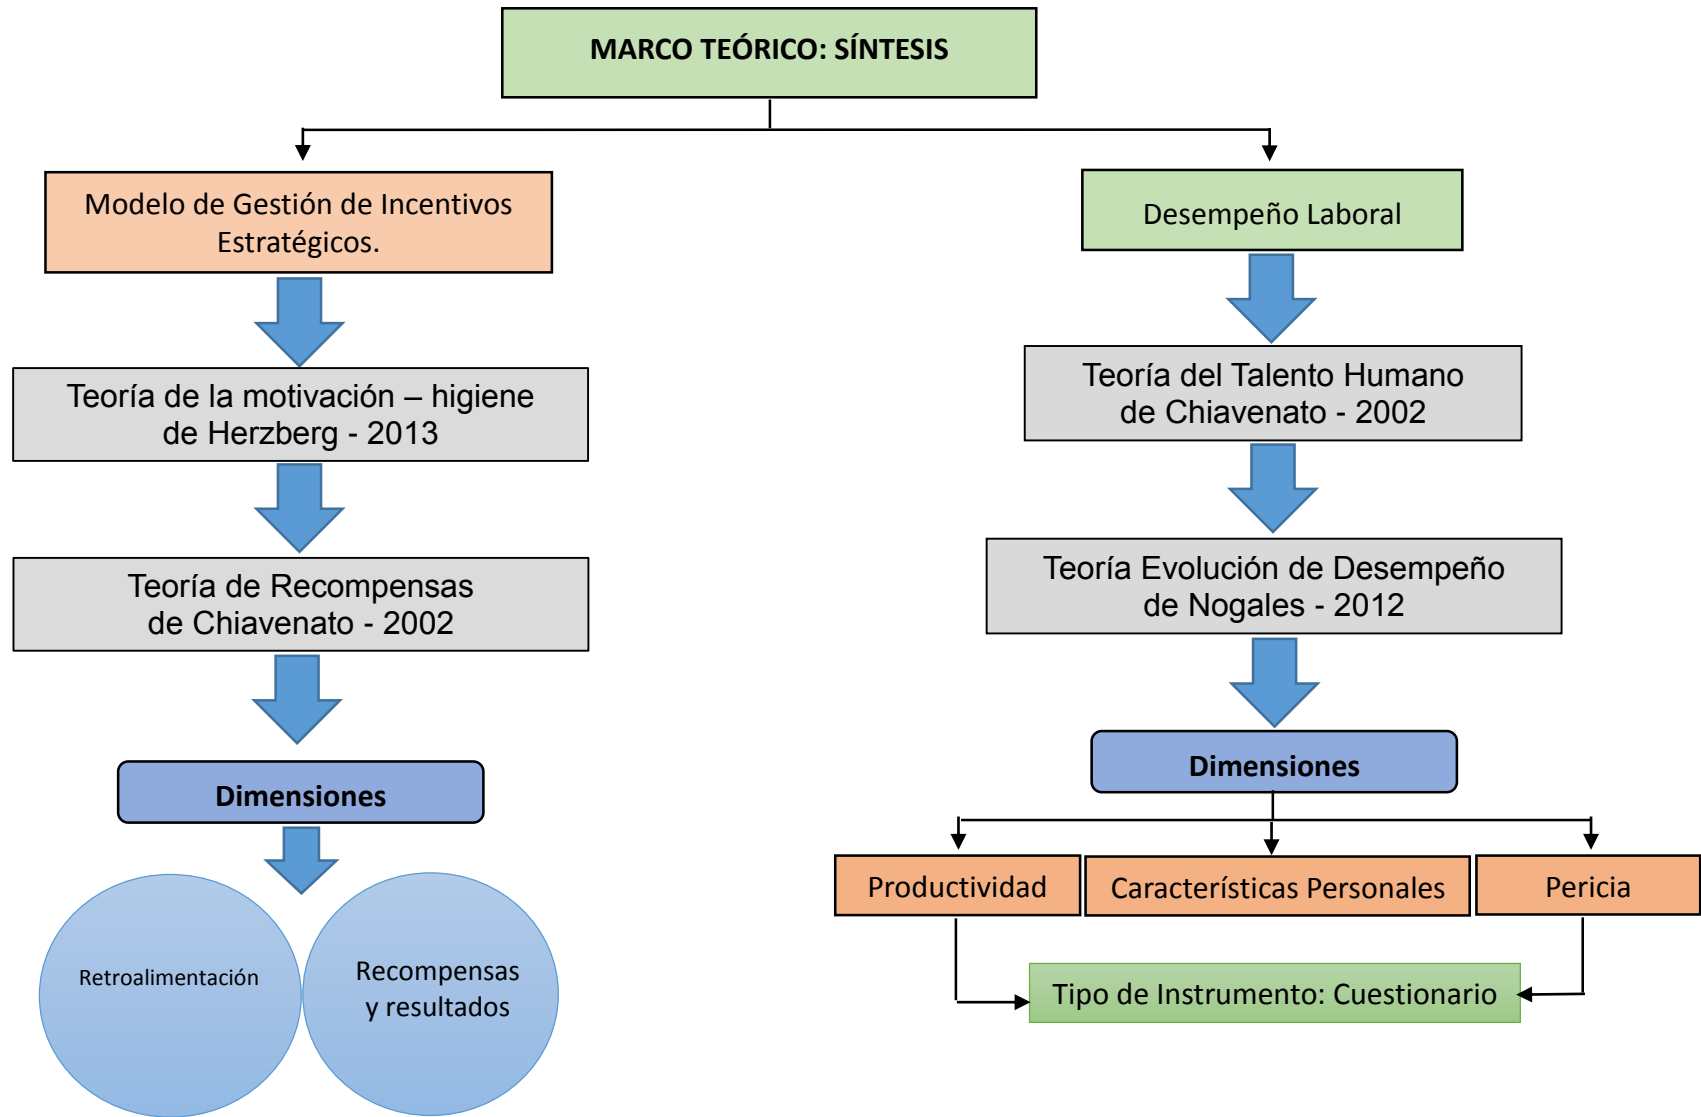 MARCO TEÓRICO: SÍNTESIS
Modelo de Gestión de Incentivos
Estratégicos.
Teoría de la motivación – higiene
de Herzberg - 2013
Teoría de Recompensas
de Chiavenato - 2002
Dimensiones
Retroalimentación
Recompensas
y resultados
Desempeño Laboral
Teoría del Talento Humano
de Chiavenato - 2002
Teoría Evolución de Desempeño
de Nogales - 2012
Dimensiones
Productividad
Característícas Personales
Pericia
Tipo de Instrumento: Cuestionario